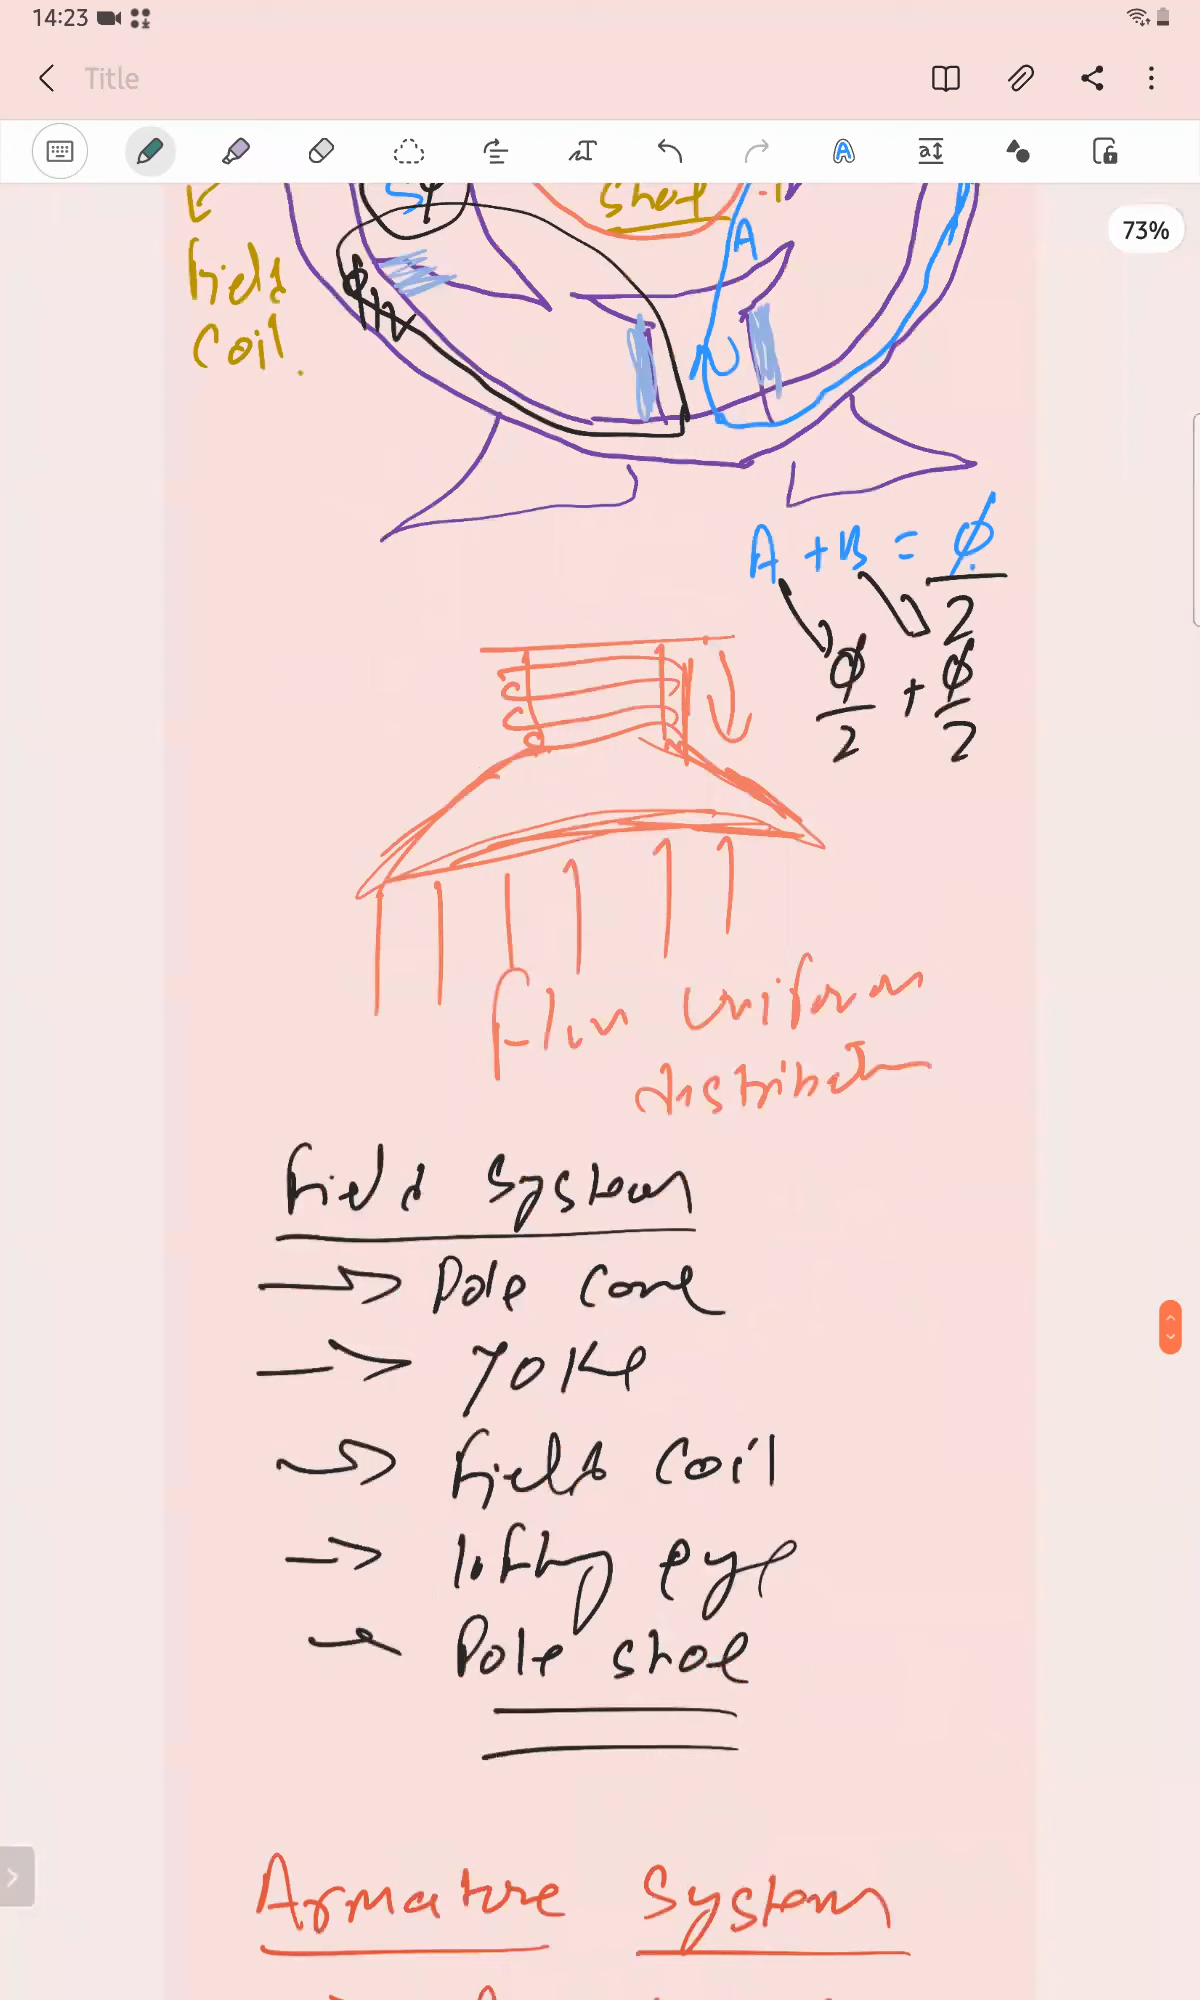 14:23
Title
73%
shoe
Field
Coil.
A
N
A + B = φ/2
φ/2 + φ/2
Flux Uniform
distribut
Field System
→ Pole Core
→ YOKe
→ Field Coil
→ lifting eye
→ Pole shoe
Armature System